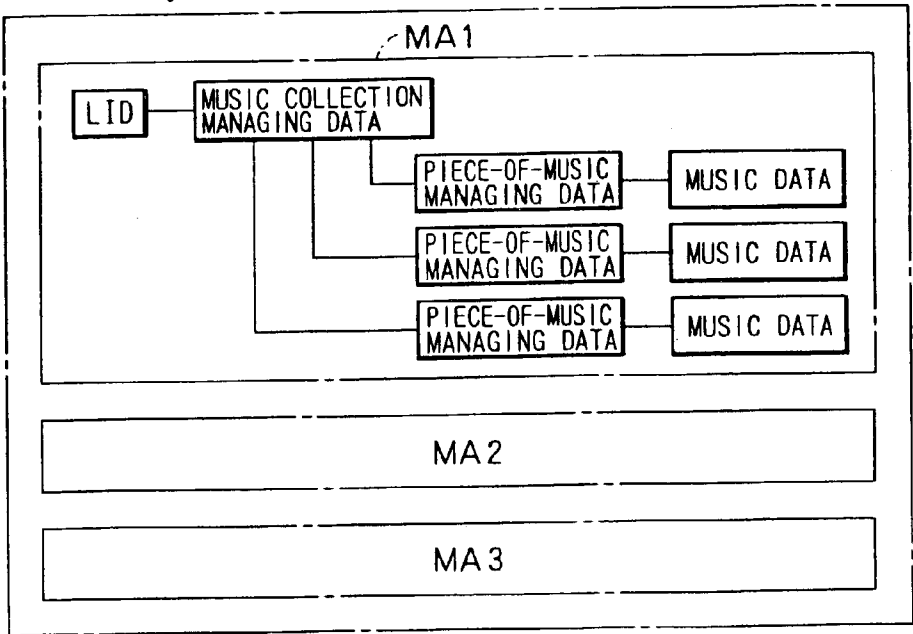 MA1
LID
MUSIC COLLECTION
MANAGING DATA
PIECE-OF-MUSIC
MANAGING DATA
MUSIC DATA
PIECE-OF-MUSIC
MANAGING DATA
MUSIC DATA
PIECE-OF-MUSIC
MANAGING DATA
MUSIC DATA
MA2
MA3